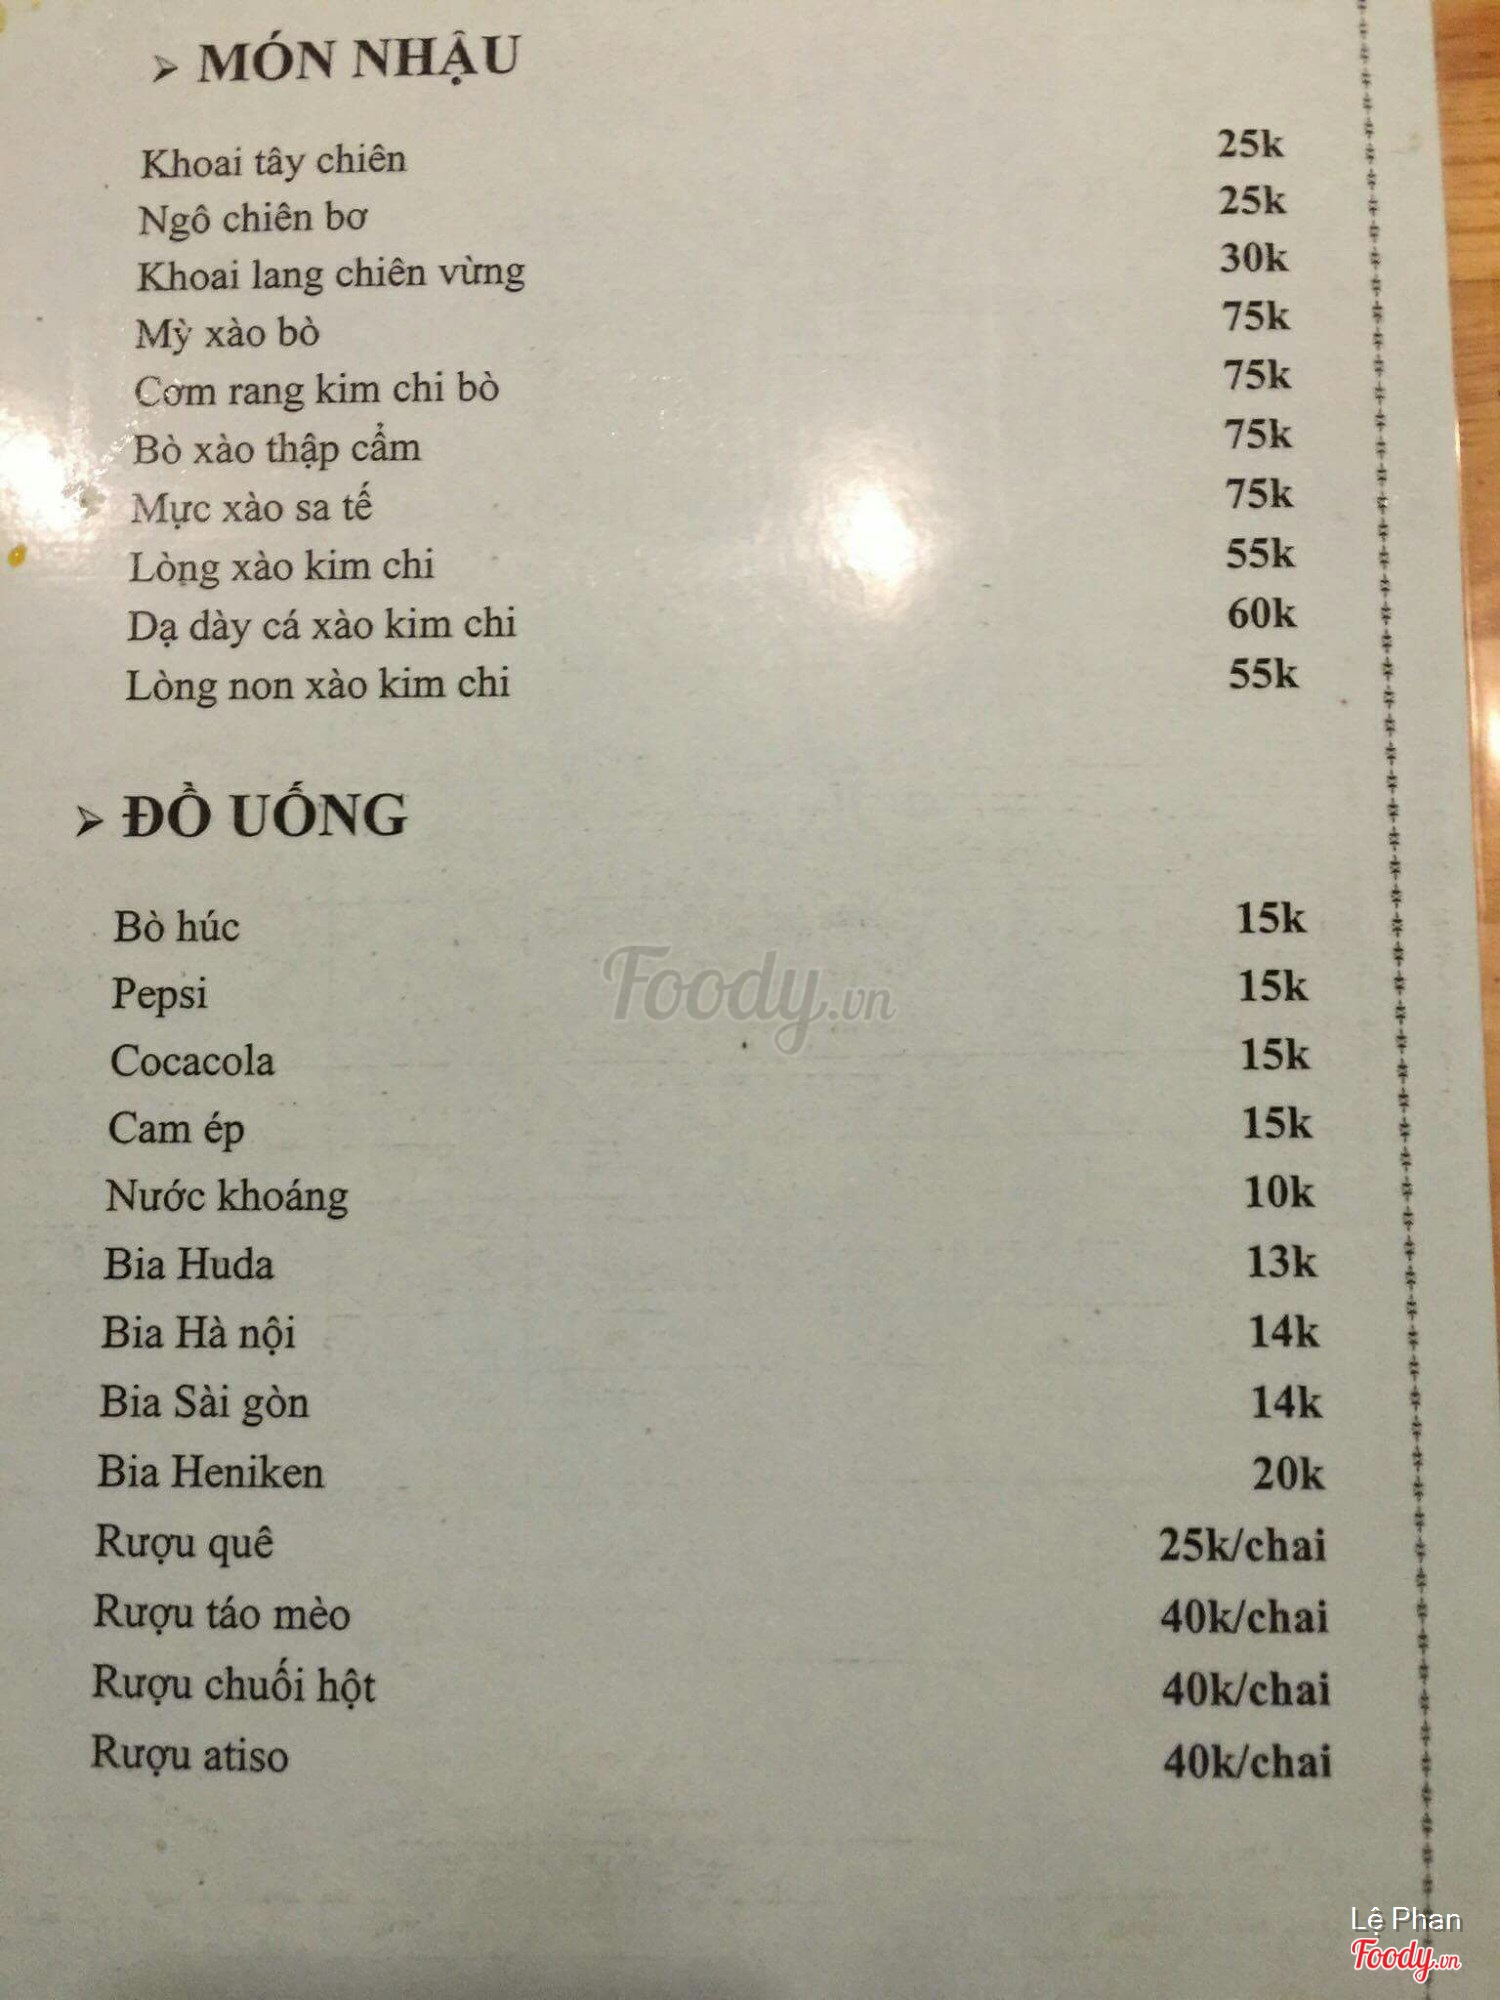 ➢ MÓN NHẬU
Khoai tây chiên 25k
Ngô chiên bơ 25k
Khoai lang chiên vừng 30k
Mỳ xào bò 75k
Cơm rang kim chi bò 75k
Bò xào thập cẩm 75k
Mực xào sa tế 75k
Lòng xào kim chi 55k
Dạ dày cá xào kim chi 60k
Lòng non xào kim chi 55k
➢ ĐỒ UỐNG
Bò húc 15k
Pepsi 15k
Foody.vn
Cocacola 15k
Cam ép 15k
Nước khoáng 10k
Bia Huda 13k
Bia Hà nội 14k
Bia Sài gòn 14k
Bia Heniken 20k
Rượu quê 25k/chai
Rượu táo mèo 40k/chai
Rượu chuối hột 40k/chai
Rượu atiso 40k/chai
Lệ Phan
Foody.vn